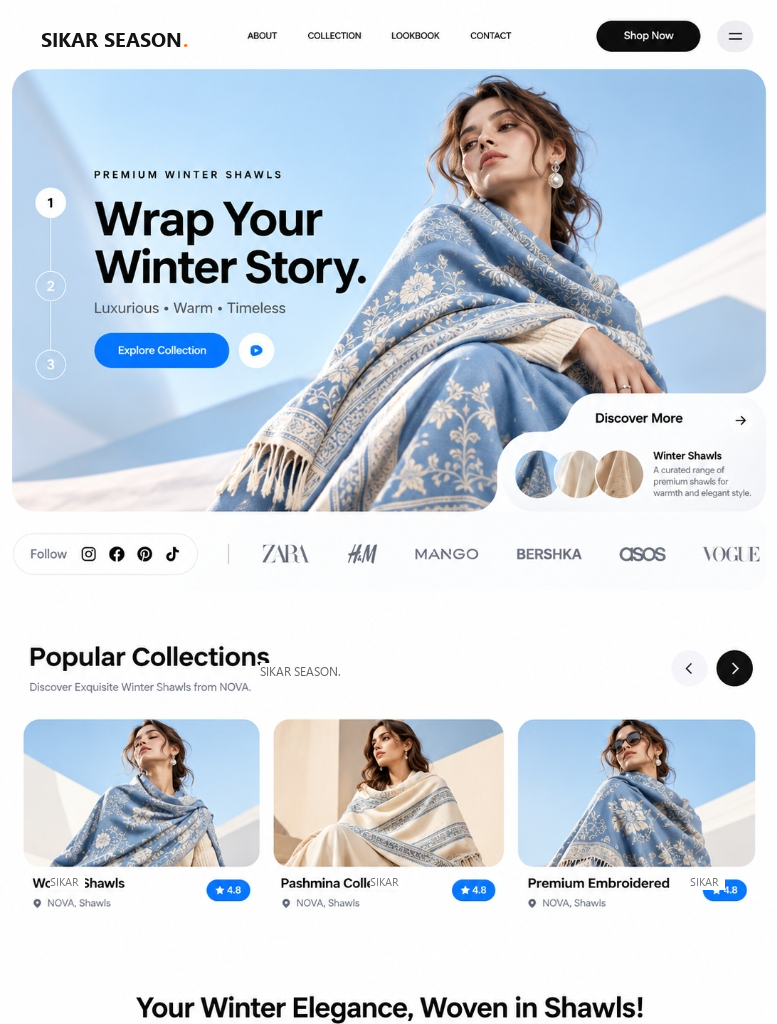 SIKAR SEASON.
ABOUT COLLECTION LOOKBOOK CONTACT
Shop Now
PREMIUM WINTER SHAWLS
1
Wrap Your
2
Winter Story.
Luxurious • Warm • Timeless
3
Explore Collection
Discover More
Winter Shawls
A curated range of
premium shawls for
warmth and elegant style.
Follow
ZARA H&M MANGO BERSHKA asos VOGUE
Popular Collections
SIKAR SEASON.
Discover Exquisite Winter Shawls from NOVA.
SIKAR Shawls
4.8
NOVA, Shawls
Pashmina SIKAR
4.8
NOVA, Shawls
Premium Embroidered
SIKAR
4.8
NOVA, Shawls
Your Winter Elegance, Woven in Shawls!